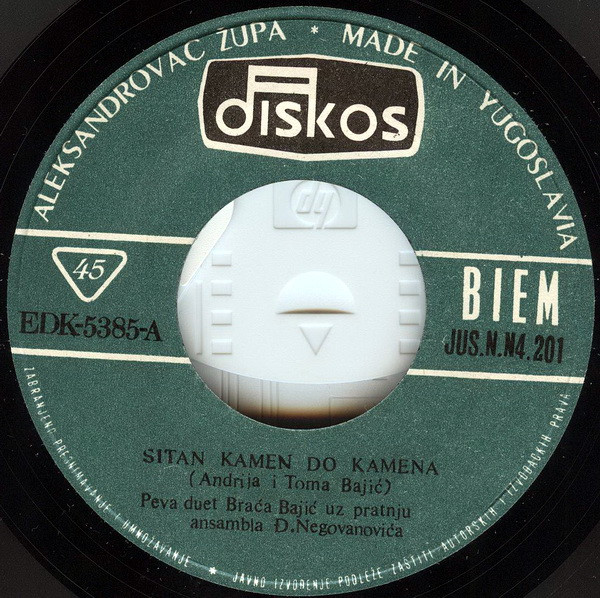 ALEKSANDROVAC ŽUPA * MADE IN YUGOSLAVIA
diskos
45
BIEM
EDK-5385-A
JUS.N.N4.201
hp
SITAN KAMEN DO KAMENA
(Andrija i Toma Bajić)
Peva duet Braća Bajić uz pratnju
ansambla Đ.Negovanovića
ZABRANJENO PRESNIMAVANJE I UMNOŽAVANJE * JAVNO IZVOĐENJE PODLEŽE ZAŠTITI AUTORSKIH I IZVOĐAČKIH PRAVA